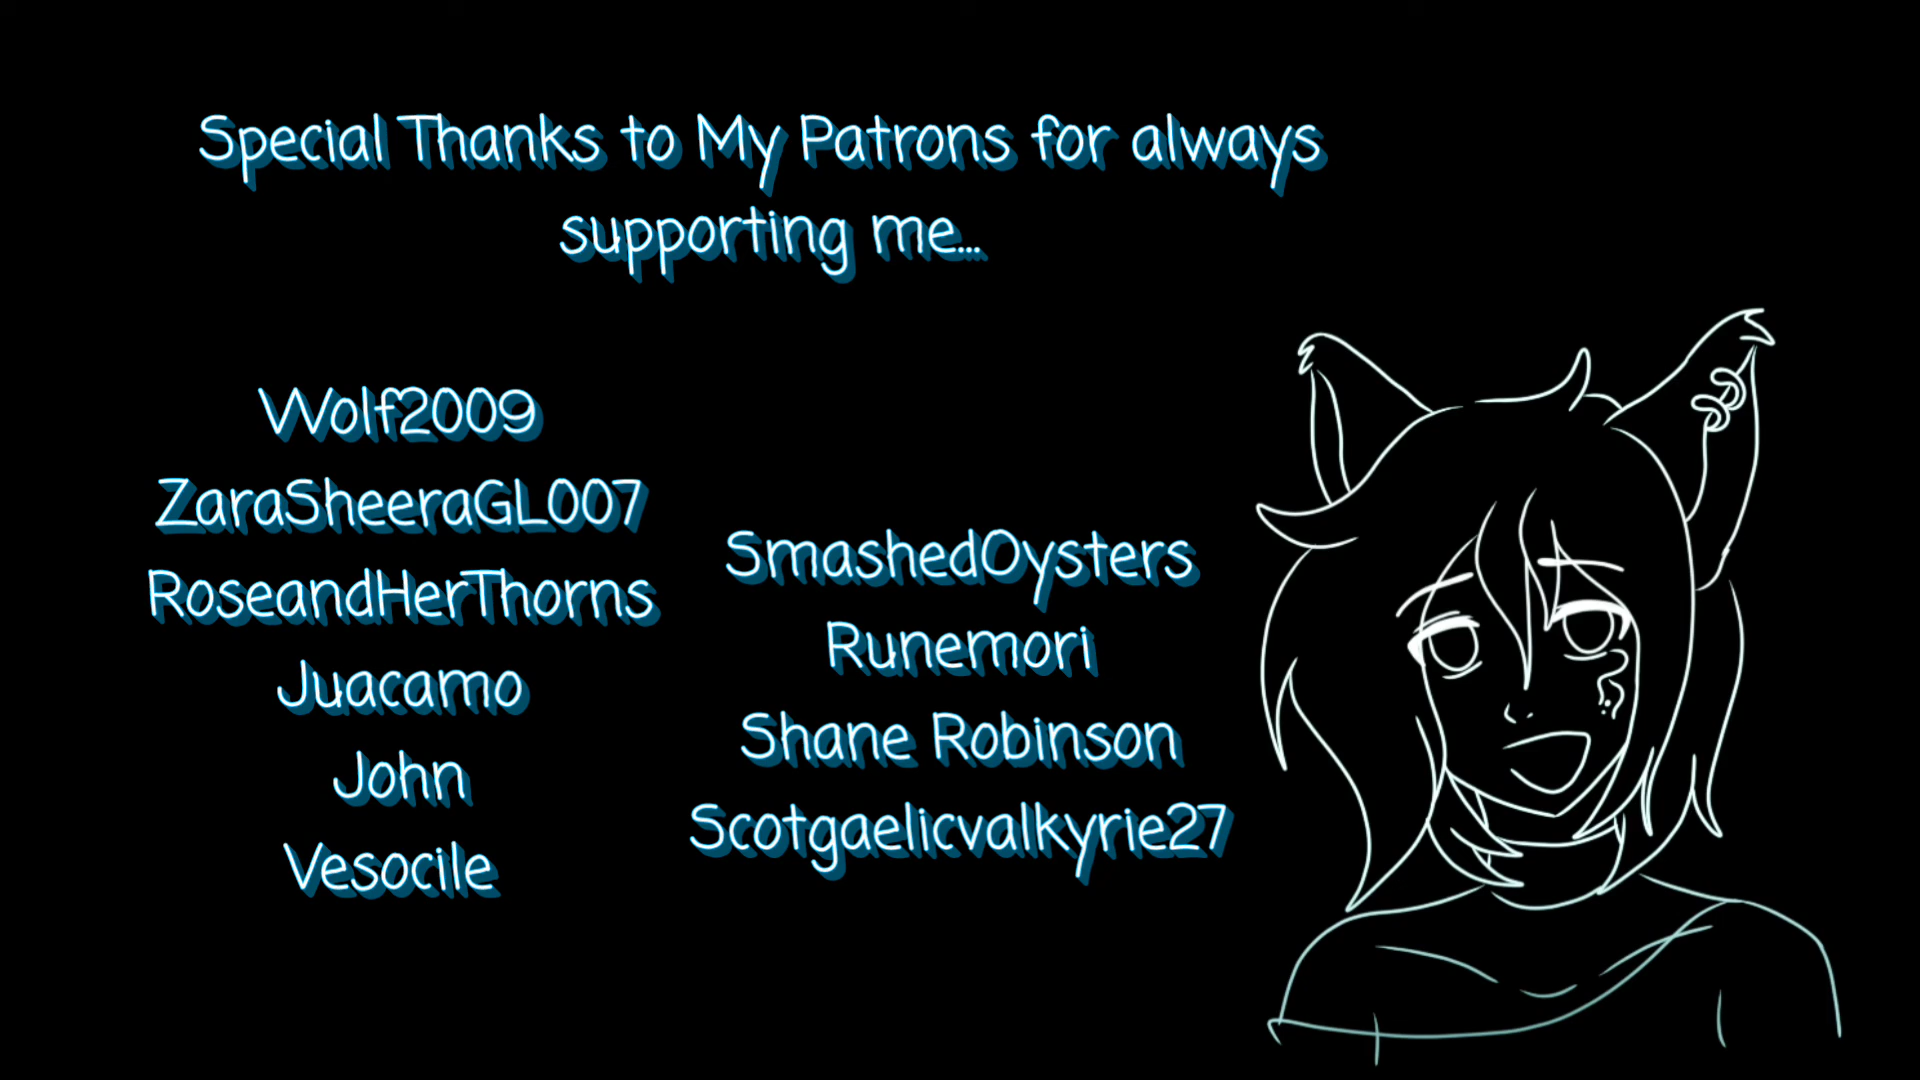 Special Thanks to My Patrons for always
supporting me...
Wolf2009
ZaraSheeraGL007
RoseandHerThorns
Juacamo
John
Vesocile
SmashedOysters
Runemori
Shane Robinson
Scotgaelicvalkyrie27